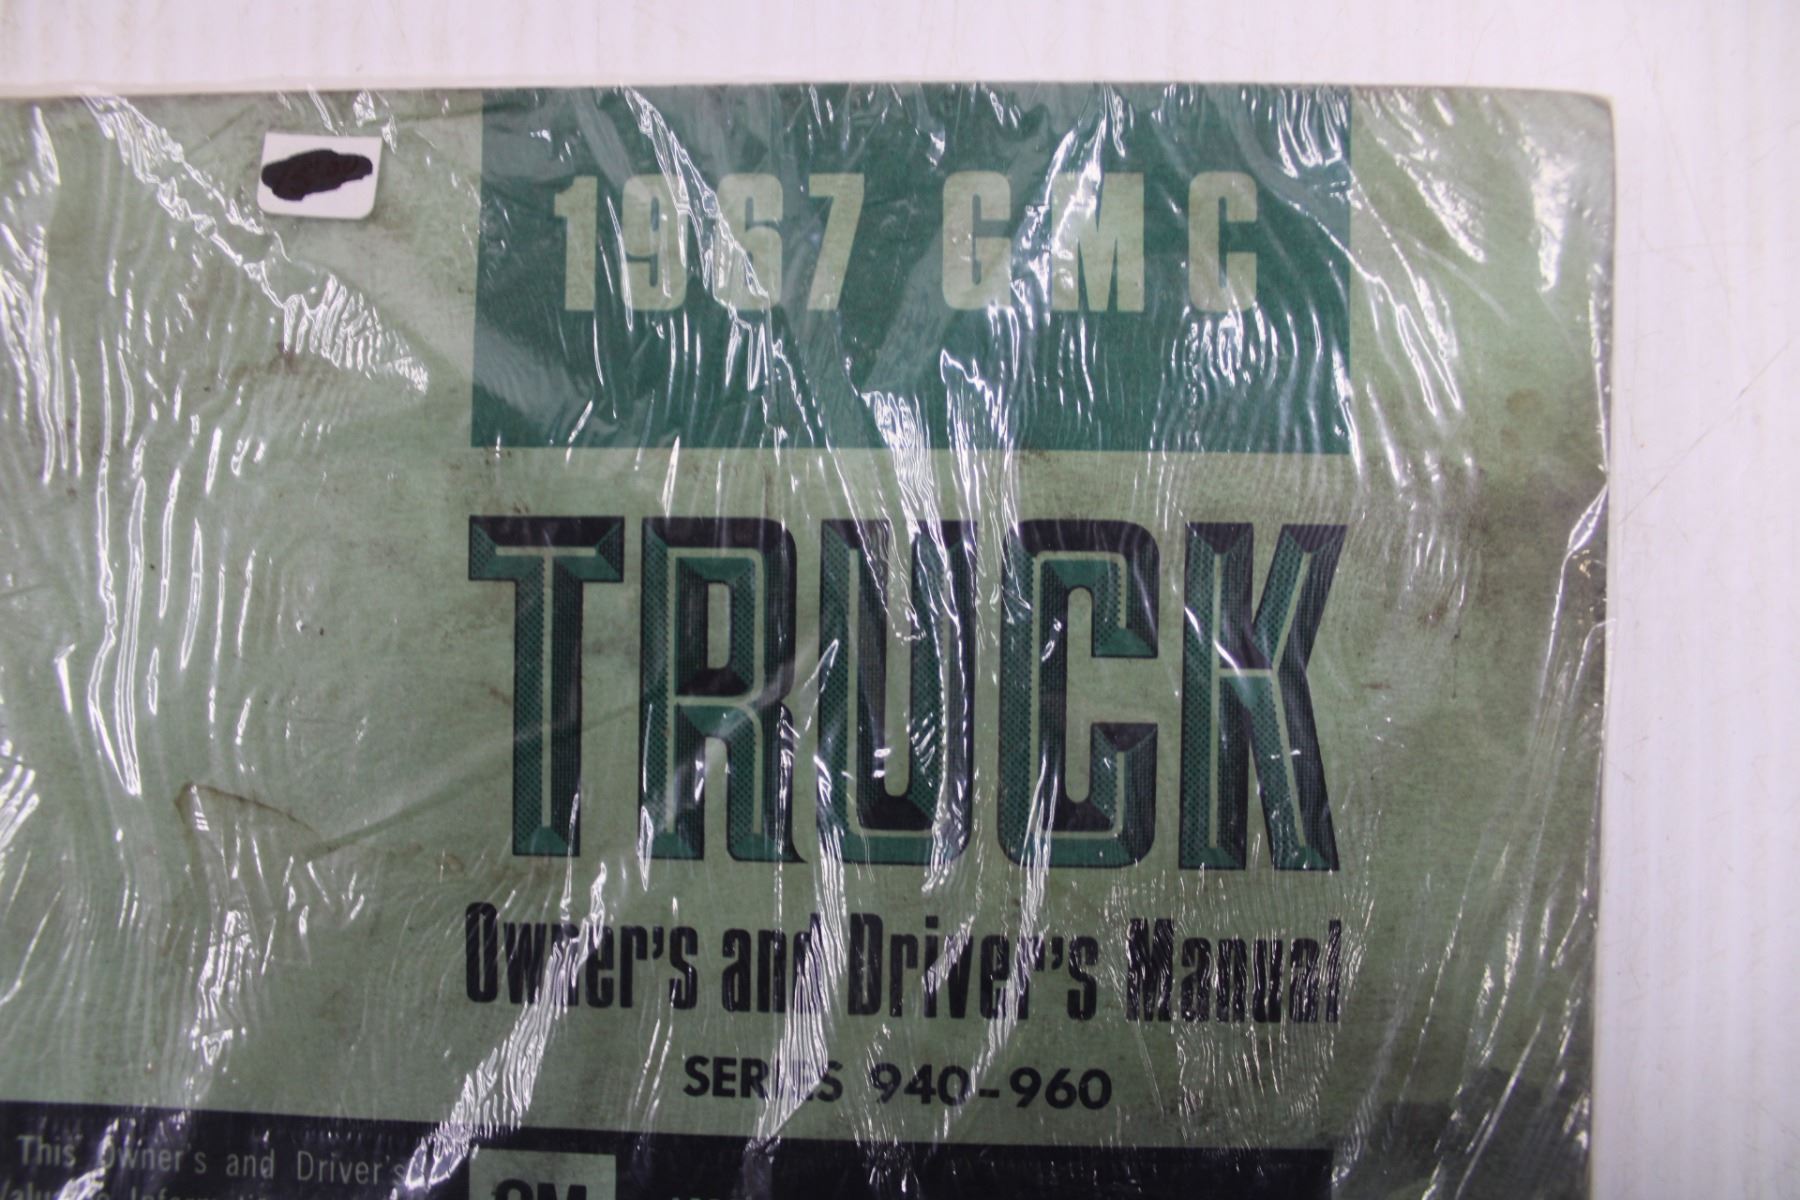 1967 GMC
TRUCK
Owner's and Driver's Manual
SERIES 940-960
This Owner's and Driver's
GM